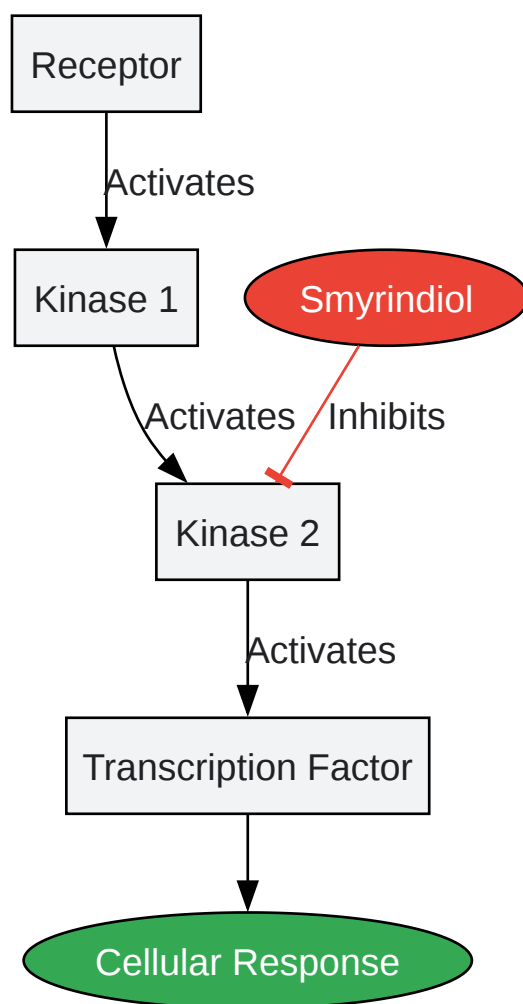 Receptor
Activates
Kinase 1
Smyrindiol
Activates
Inhibits
Kinase 2
Activates
Transcription Factor
Cellular Response